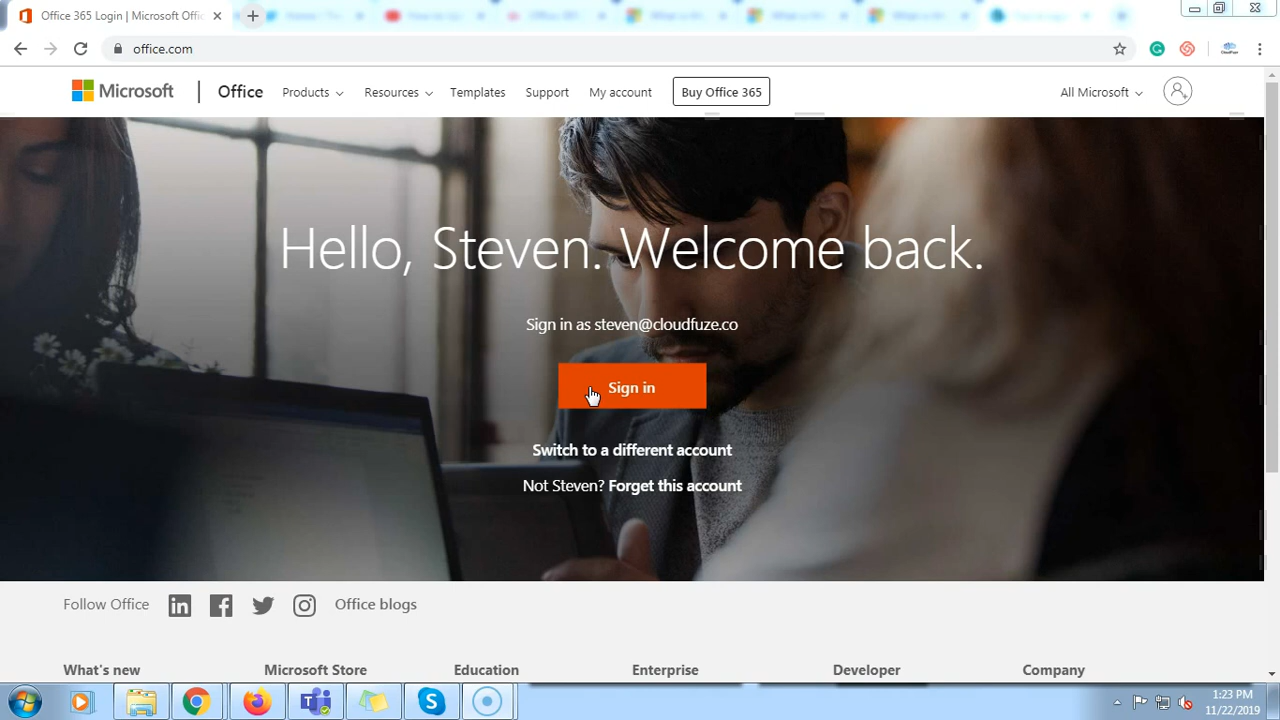 Office 365 Login | Microsoft Offic
office.com
Microsoft Office Products Resources Templates Support My account Buy Office 365 All Microsoft
Hello, Steven. Welcome back.
Sign in as steven@cloudfuze.co
Sign in
Switch to a different account
Not Steven? Forget this account
Follow Office Office blogs
What's new Microsoft Store Education Enterprise Developer Company
1:23 PM
11/22/2019